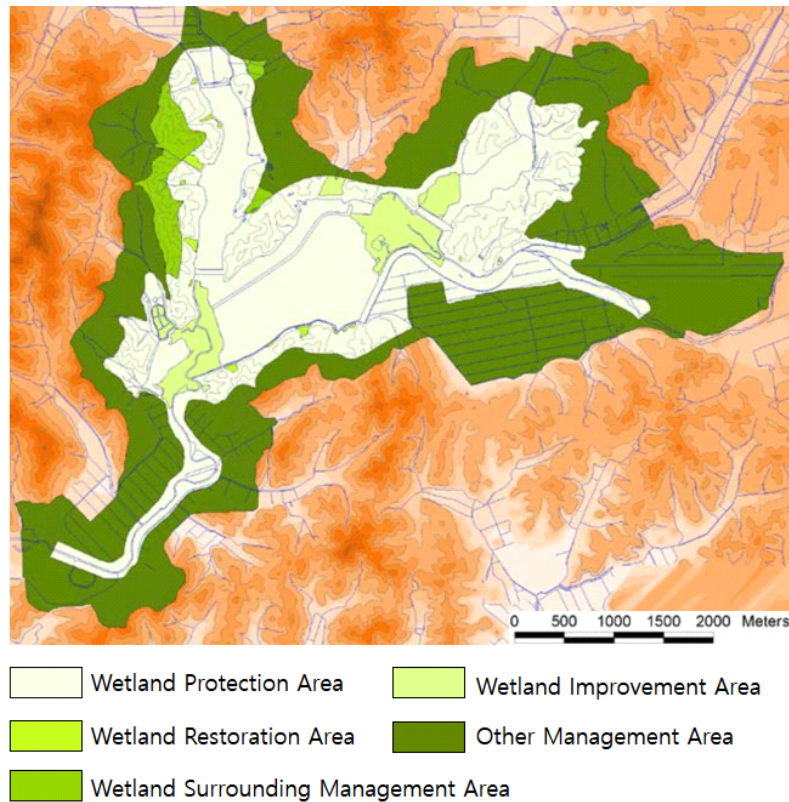 0 500 1000 1500 2000 Meters
Wetland Protection Area
Wetland Improvement Area
Wetland Restoration Area
Other Management Area
Wetland Surrounding Management Area